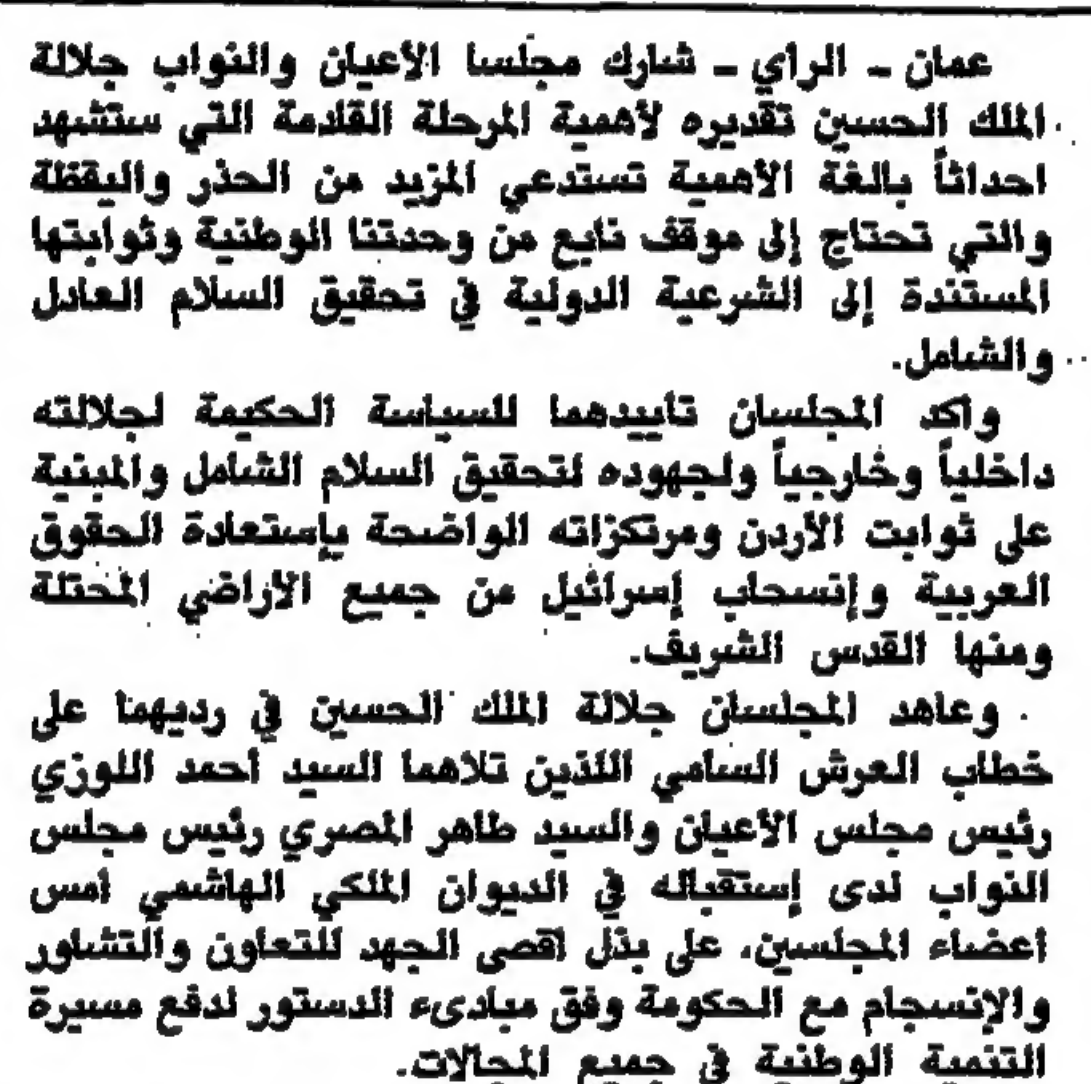 عمان - الراي - شارك مجلسا الأعيان والنواب جلالة
الملك الحسين تقديره لأهمية المرحلة القادمة التي ستشهد
احداثاً بالغة الأهمية تستدعي المزيد من الحذر واليقظة
والتي تحتاج إلى موقف نابع من وحدتنا الوطنية وثوابتها
المستندة إلى الشرعية الدولية في تحقيق السلام العادل
والشامل.
واكد المجلسان تاييدهما للسياسة الحكيمة لجلالته
داخلياً وخارجياً ولجهوده لتحقيق السلام الشامل والمبنية
على ثوابت الأردن ومرتكزاته الواضحة بإستعادة الحقوق
العربية وإنسحاب إسرائيل من جميع الأراضي المحتلة
ومنها القدس الشريف.
وعاهد المجلسان جلالة الملك الحسين في رديهما على
خطاب العرش السامي اللذين تلاهما السيد أحمد اللوزي
رئيس مجلس الأعيان والسيد طاهر المصري رئيس مجلس
النواب لدى إستقباله في الديوان الملكي الهاشمي امس
اعضاء المجلسين، على بذل اقصى الجهد للتعاون والتشاور
والإنسجام مع الحكومة وفق مبادىء الدستور لدفع مسيرة
التنمية الوطنية في جميع المجالات.